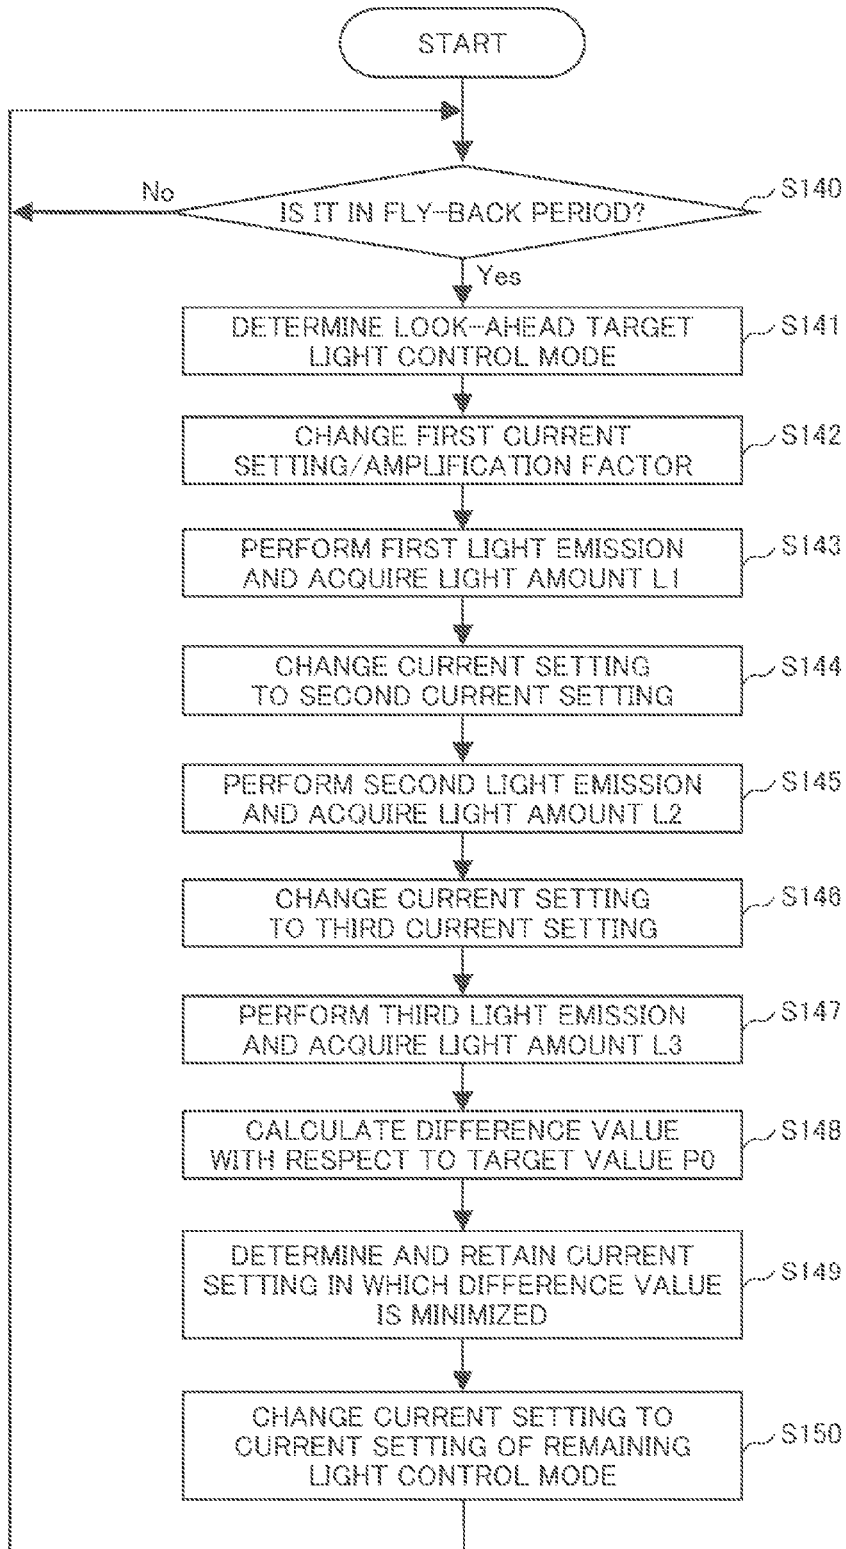 START
No
IS IT IN FLY-BACK PERIOD?
S140
Yes
DETERMINE LOOK-AHEAD TARGET
LIGHT CONTROL MODE
S141
CHANGE FIRST CURRENT
SETTING/AMPLIFICATION FACTOR
S142
PERFORM FIRST LIGHT EMISSION
AND ACQUIRE LIGHT AMOUNT L1
S143
CHANGE CURRENT SETTING
TO SECOND CURRENT SETTING
S144
PERFORM SECOND LIGHT EMISSION
AND ACQUIRE LIGHT AMOUNT L2
S145
CHANGE CURRENT SETTING
TO THIRD CURRENT SETTING
S146
PERFORM THIRD LIGHT EMISSION
AND ACQUIRE LIGHT AMOUNT L3
S147
CALCULATE DIFFERENCE VALUE
WITH RESPECT TO TARGET VALUE P0
S148
DETERMINE AND RETAIN CURRENT
SETTING IN WHICH DIFFERENCE VALUE
IS MINIMIZED
S149
CHANGE CURRENT SETTING TO
CURRENT SETTING OF REMAINING
LIGHT CONTROL MODE
S150